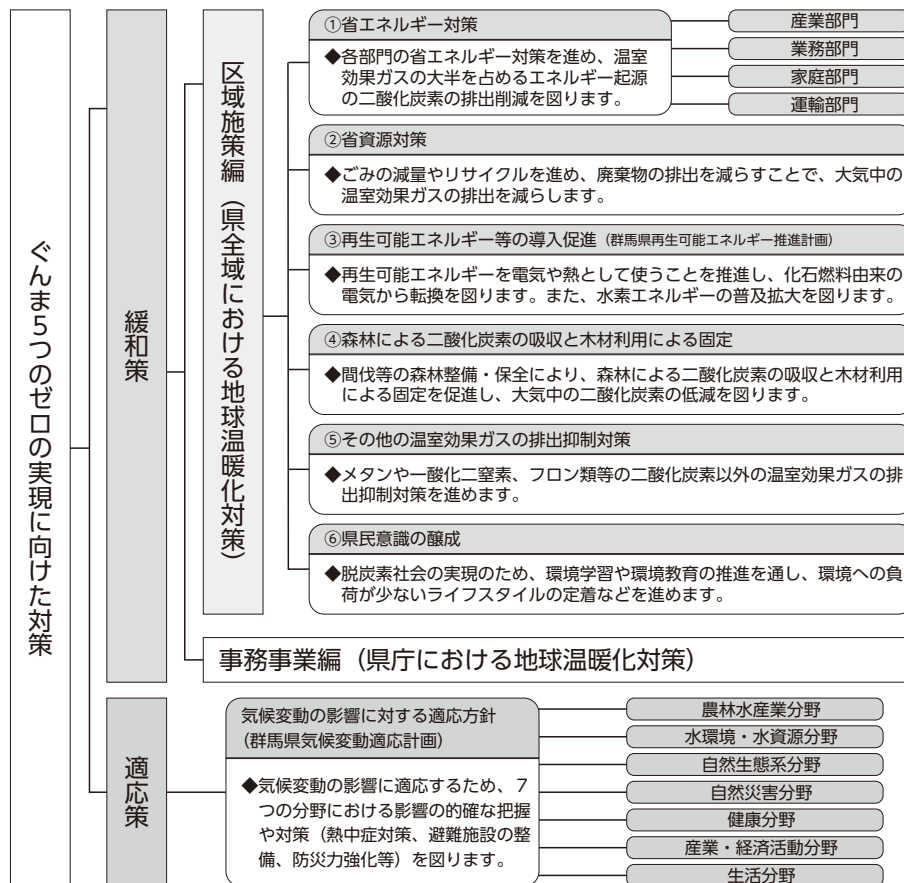 ぐんま5つのゼロの実現に向けた対策
緩和策
区域施策編（県全域における地球温暖化対策）
①省エネルギー対策
◆各部門の省エネルギー対策を進め、温室
効果ガスの大半を占めるエネルギー起源
の二酸化炭素の排出削減を図ります。
産業部門
業務部門
家庭部門
運輸部門
②省資源対策
◆ごみの減量やリサイクルを進め、廃棄物の排出を減らすことで、大気中の
温室効果ガスの排出を減らします。
③再生可能エネルギー等の導入促進（群馬県再生可能エネルギー推進計画）
◆再生可能エネルギーを電気や熱として使うことを推進し、化石燃料由来の
電気から転換を図ります。また、水素エネルギーの普及拡大を図ります。
④森林による二酸化炭素の吸収と木材利用による固定
◆間伐等の森林整備・保全により、森林による二酸化炭素の吸収と木材利用
による固定を促進し、大気中の二酸化炭素の低減を図ります。
⑤その他の温室効果ガスの排出抑制対策
◆メタンや一酸化二窒素、フロン類等の二酸化炭素以外の温室効果ガスの排
出抑制対策を進めます。
⑥県民意識の醸成
◆脱炭素社会の実現のため、環境学習や環境教育の推進を通し、環境への負
荷が少ないライフスタイルの定着などを進めます。
事務事業編（県庁における地球温暖化対策）
適応策
気候変動の影響に対する適応方針
（群馬県気候変動適応計画）
◆気候変動の影響に適応するため、7
つの分野における影響の的確な把握
や対策（熱中症対策、避難施設の整
備、防災力強化等）を図ります。
農林水産業分野
水環境・水資源分野
自然生態系分野
自然災害分野
健康分野
産業・経済活動分野
生活分野